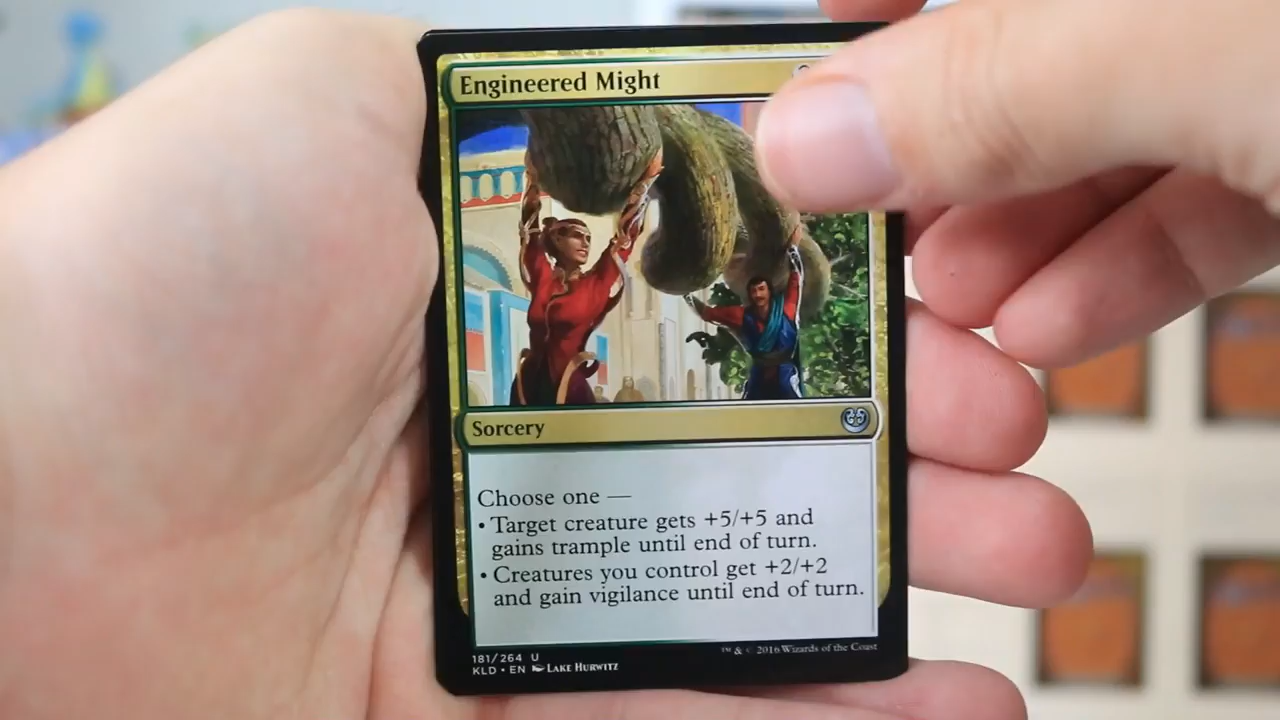 Engineered Might
Sorcery
Choose one —
• Target creature gets +5/+5 and
gains trample until end of turn.
• Creatures you control get +2/+2
and gain vigilance until end of turn.
181/264 U
KLD • EN LAKE HURWITZ
™ & © 2016 Wizards of the Coast